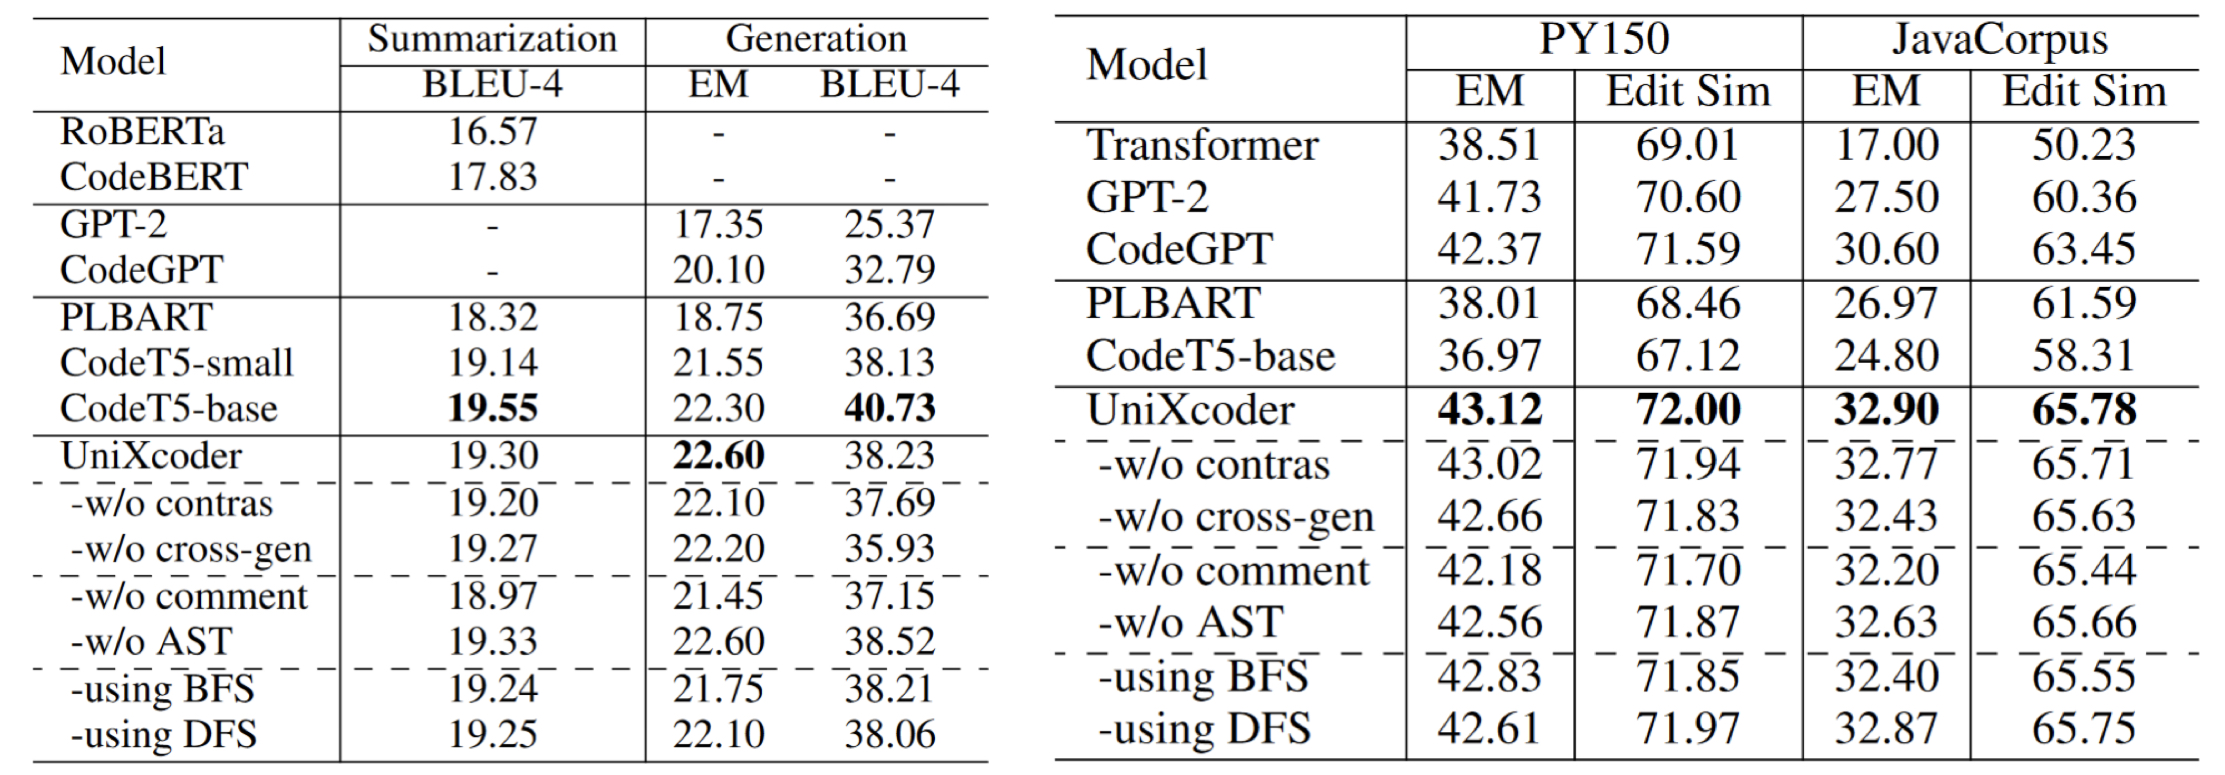 Model Summarization Generation
BLEU-4 EM BLEU-4
RoBERTa 16.57 - -
CodeBERT 17.83 - -
GPT-2 - 17.35 25.37
CodeGPT - 20.10 32.79
PLBART 18.32 18.75 36.69
CodeT5-small 19.14 21.55 38.13
CodeT5-base 19.55 22.30 40.73
UniXcoder 19.30 22.60 38.23
-w/o contras 19.20 22.10 37.69
-w/o cross-gen 19.27 22.20 35.93
-w/o comment 18.97 21.45 37.15
-w/o AST 19.33 22.60 38.52
-using BFS 19.24 21.75 38.21
-using DFS 19.25 22.10 38.06
Model PY150 JavaCorpus
EM Edit Sim EM Edit Sim
Transformer 38.51 69.01 17.00 50.23
GPT-2 41.73 70.60 27.50 60.36
CodeGPT 42.37 71.59 30.60 63.45
PLBART 38.01 68.46 26.97 61.59
CodeT5-base 36.97 67.12 24.80 58.31
UniXcoder 43.12 72.00 32.90 65.78
-w/o contras 43.02 71.94 32.77 65.71
-w/o cross-gen 42.66 71.83 32.43 65.63
-w/o comment 42.18 71.70 32.20 65.44
-w/o AST 42.56 71.87 32.63 65.66
-using BFS 42.83 71.85 32.40 65.55
-using DFS 42.61 71.97 32.87 65.75